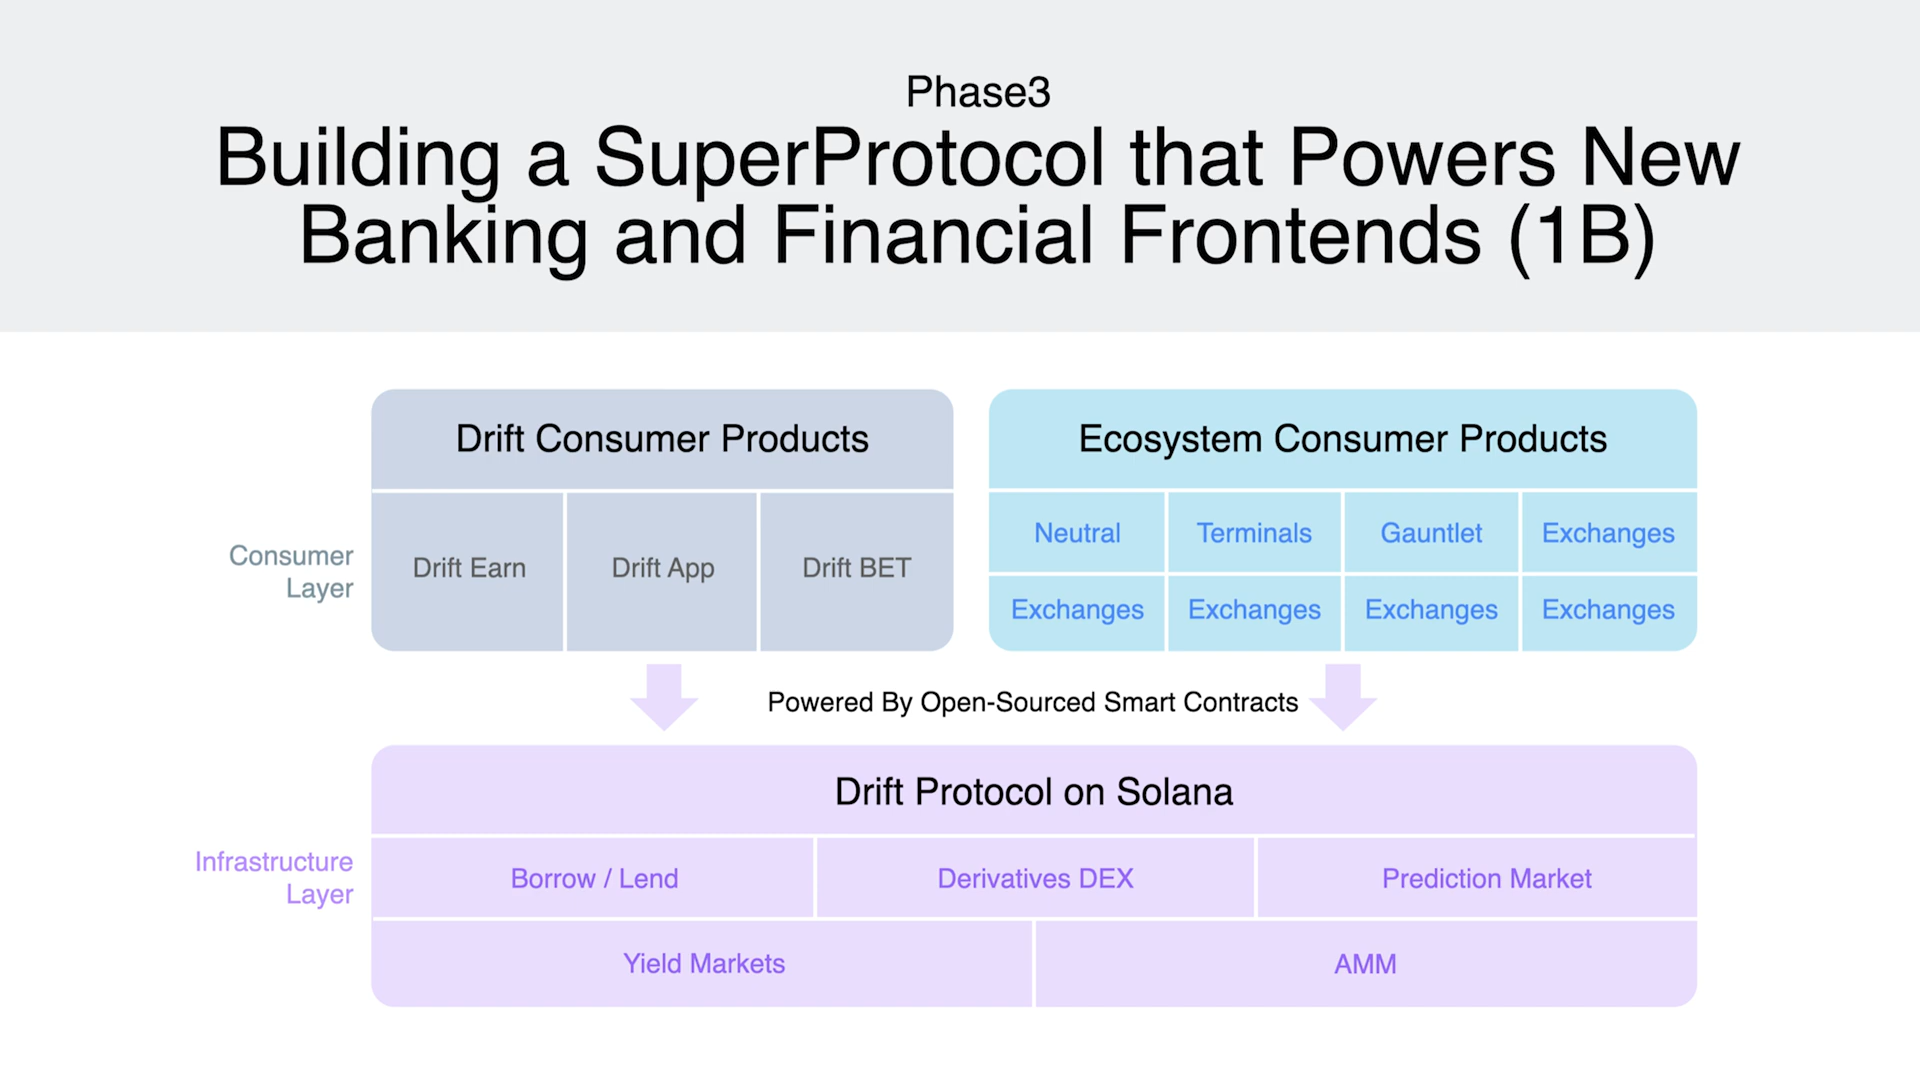 Phase3
Building a SuperProtocol that Powers New
Banking and Financial Frontends (1B)
Drift Consumer Products
Ecosystem Consumer Products
Consumer
Layer
Drift Earn
Drift App
Drift BET
Neutral
Terminals
Gauntlet
Exchanges
Exchanges
Exchanges
Exchanges
Exchanges
Powered By Open-Sourced Smart Contracts
Drift Protocol on Solana
Infrastructure
Layer
Borrow / Lend
Derivatives DEX
Prediction Market
Yield Markets
AMM